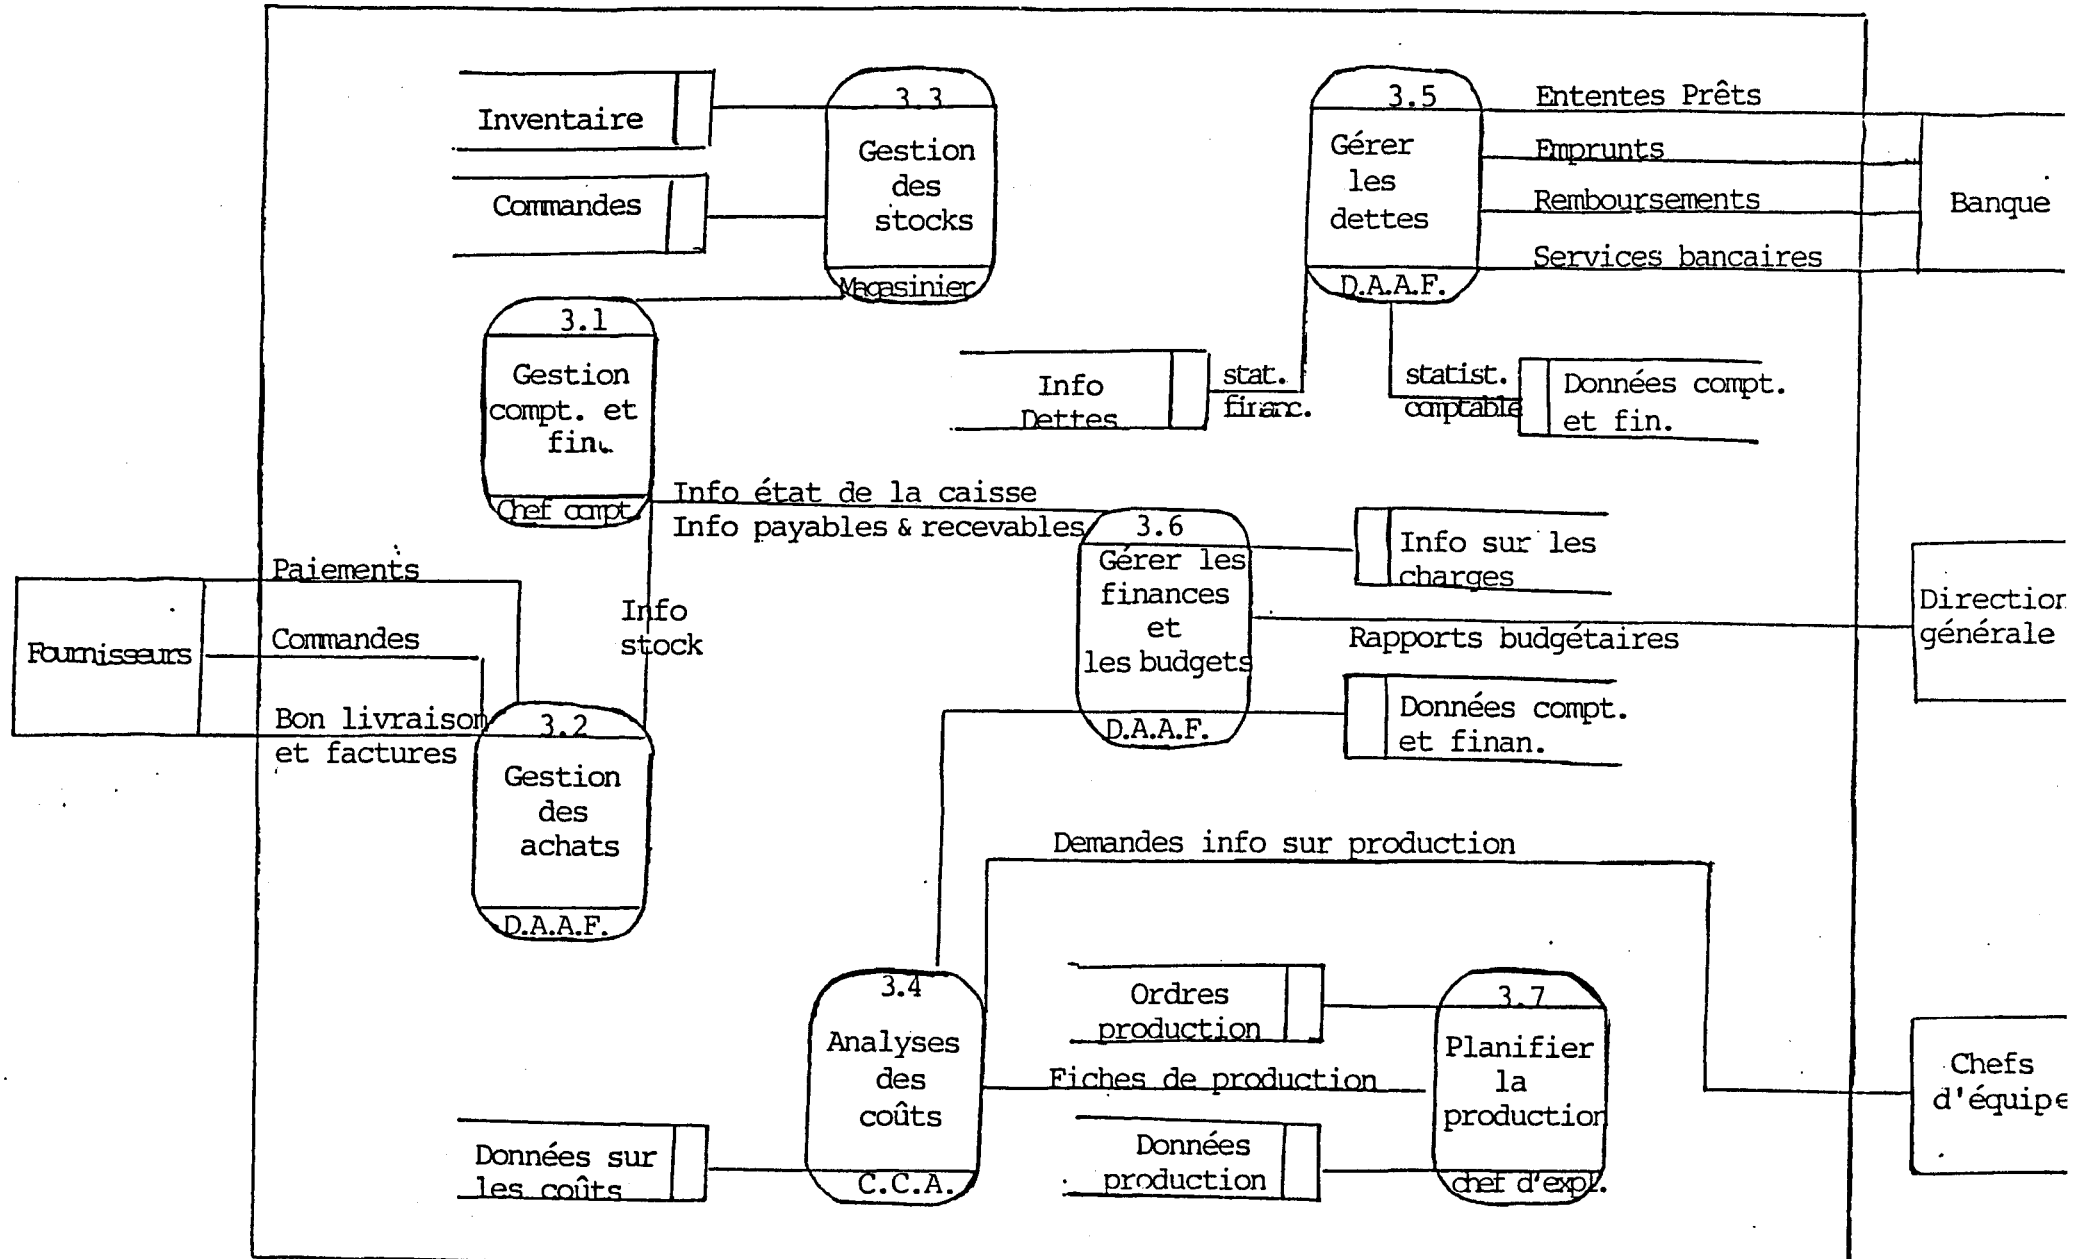 3.3
Inventaire
Gestion
des
stocks
Commandes
Magasinier
3.5
Gérer
les
dettes
D.A.A.F.
Ententes Prêts
Emprunts
Remboursements
Services bancaires
Banque
3.1
Gestion
compt. et
fin.
Chef compt.
Info
Dettes
stat.
financ.
statist.
comptable
Données compt.
et fin.
Info état de la caisse
Info payables & recevables
3.6
Gérer les
finances
et
les budgets
D.A.A.F.
Info sur les
charges
Direction
générale
Rapports budgétaires
Données compt.
et finan.
Paiements
Fournisseurs
Commandes
Bon livraison
et factures
Info
stock
3.2
Gestion
des
achats
D.A.A.F.
Demandes info sur production
3.4
Analyses
des
coûts
C.C.A.
Ordres
production
Fiches de production
Données
production
3.7
Planifier
la
production
chef d'expl.
Chefs
d'équipe
Données sur
les coûts